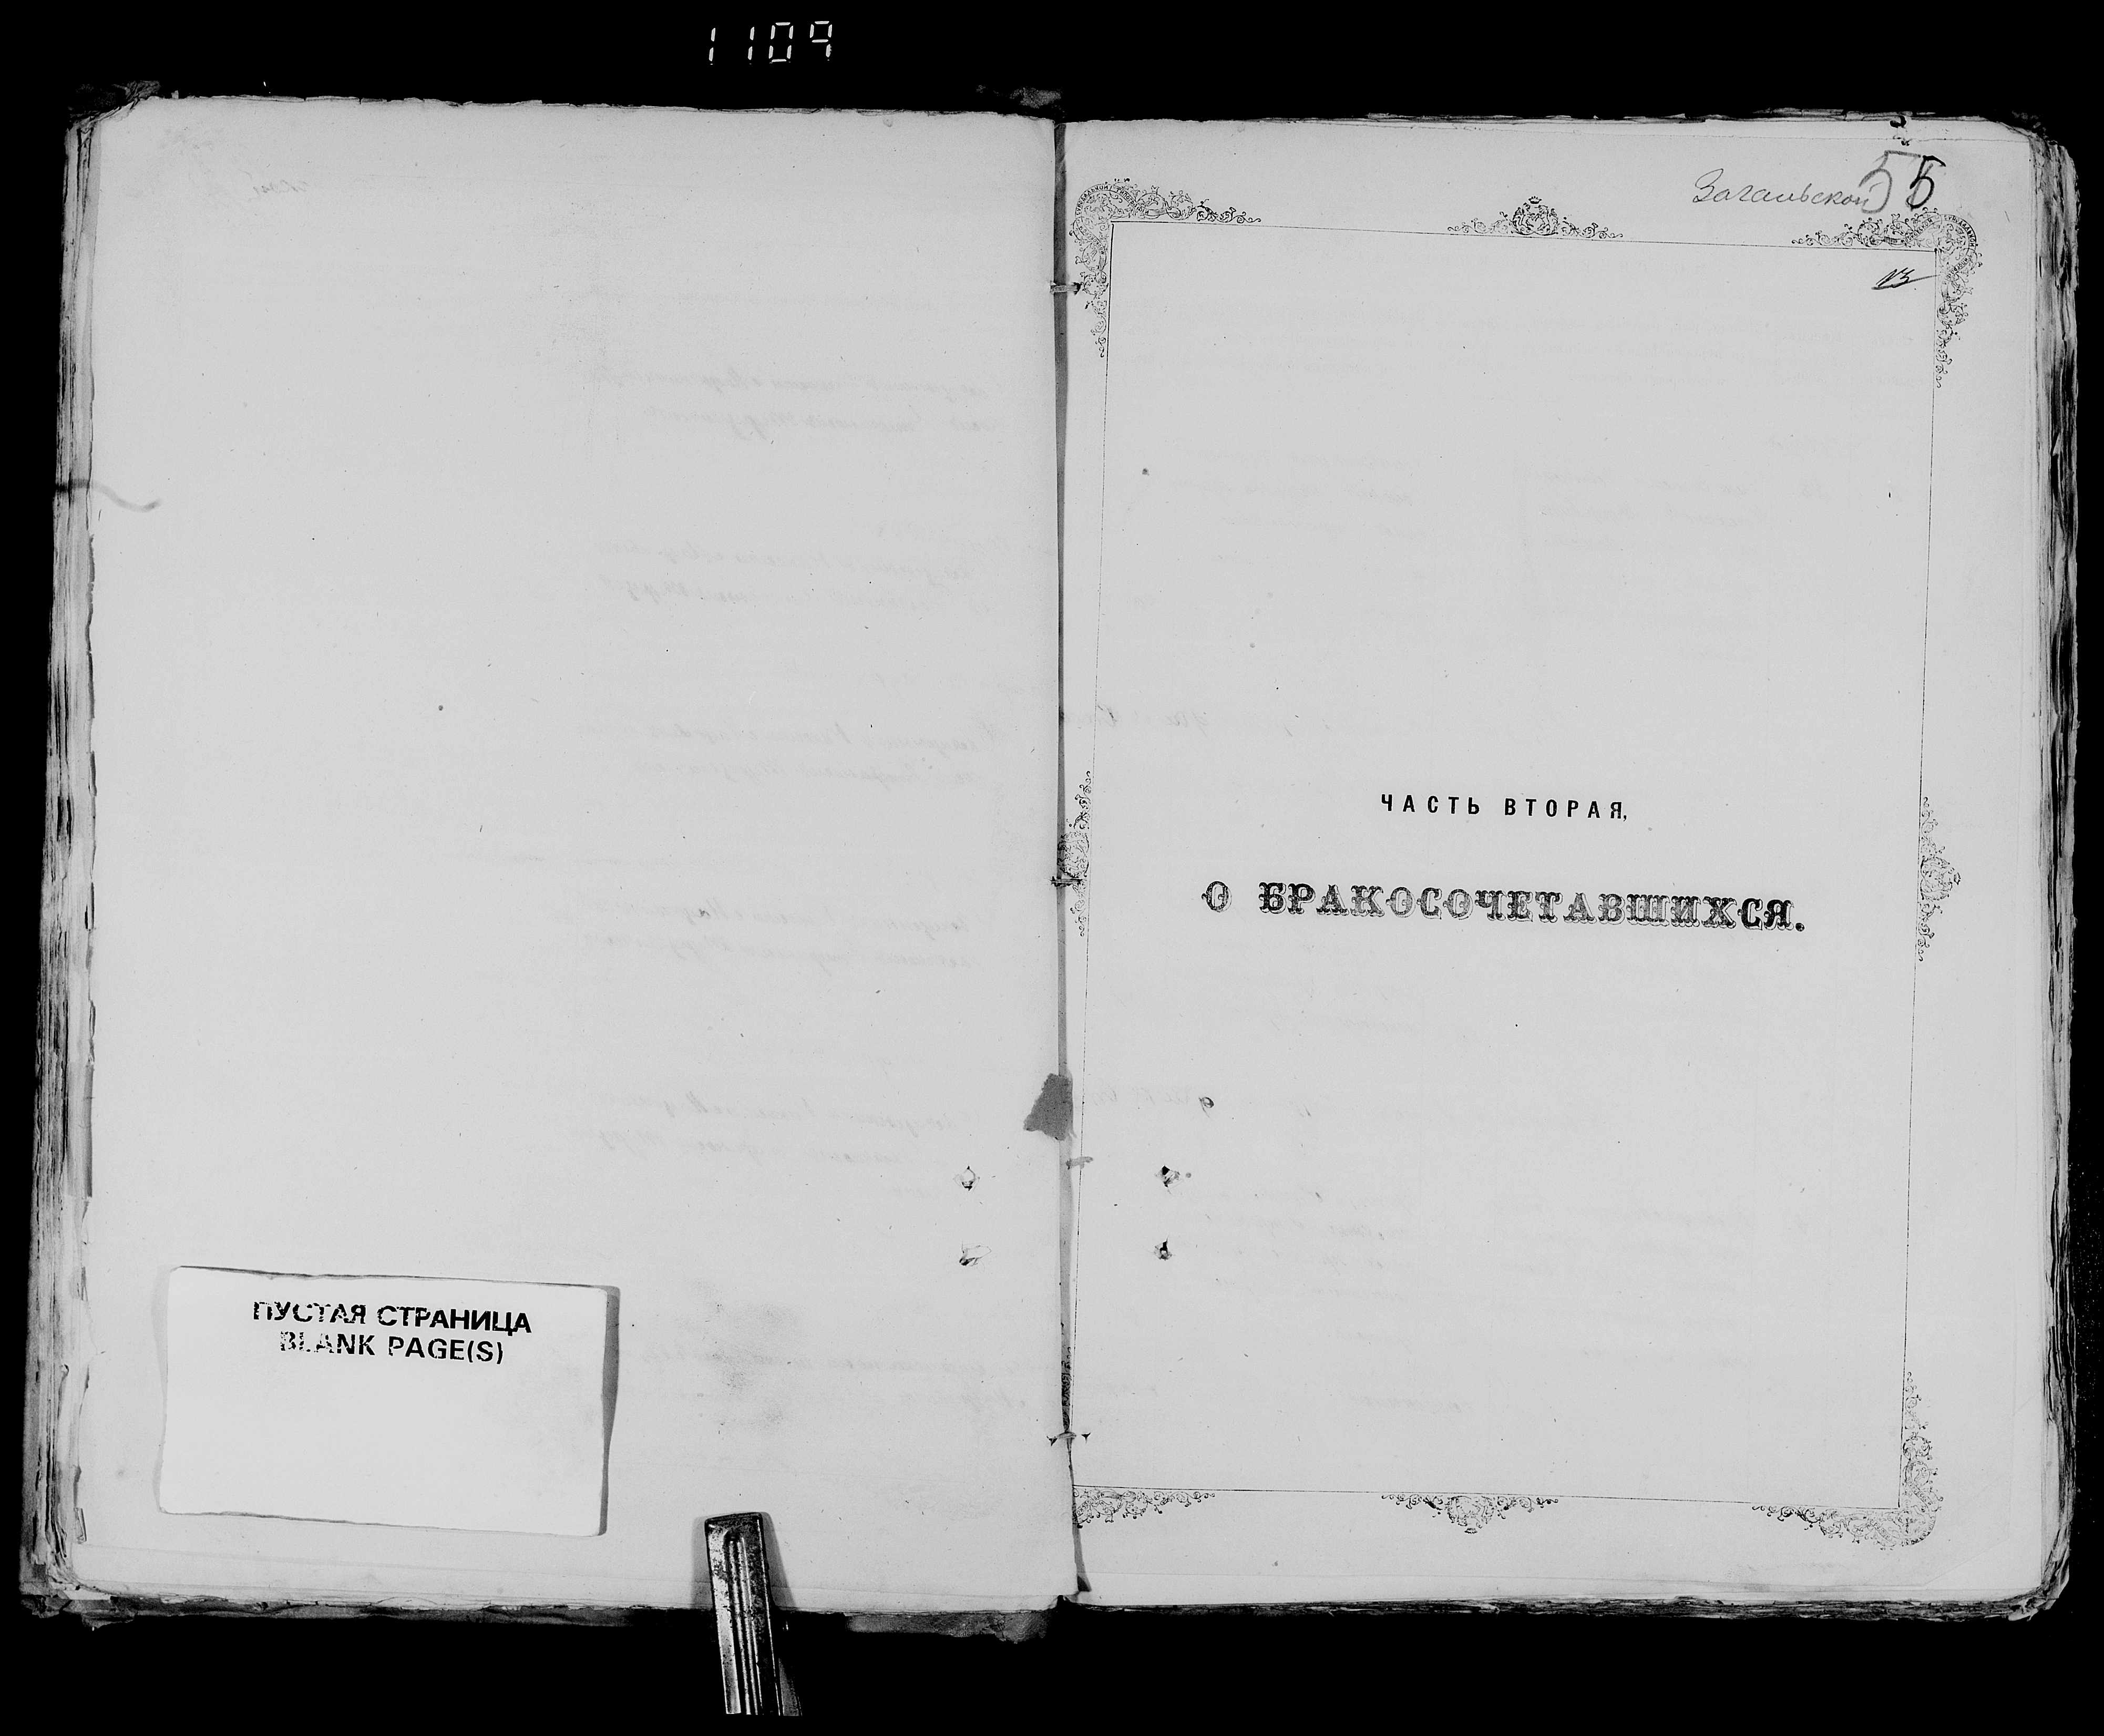 1109
ПУСТАЯ СТРАНИЦА
BLANK PAGE(S)
Загальской 55
13
ЧАСТЬ ВТОРАЯ,
О БРАКОСОЧЕТАВШИХСЯ.